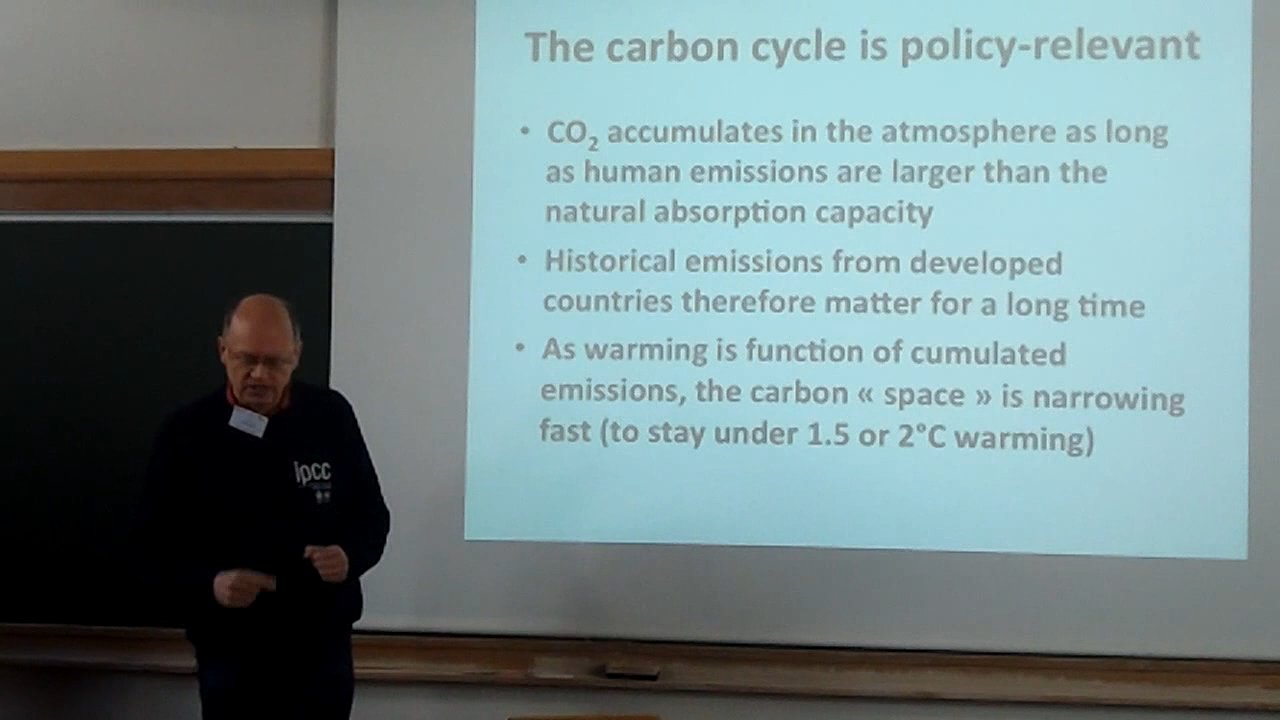 The carbon cycle is policy-relevant
• CO₂ accumulates in the atmosphere as long
as human emissions are larger than the
natural absorption capacity
• Historical emissions from developed
countries therefore matter for a long time
• As warming is function of cumulated
emissions, the carbon « space » is narrowing
fast (to stay under 1.5 or 2°C warming)
ipcc